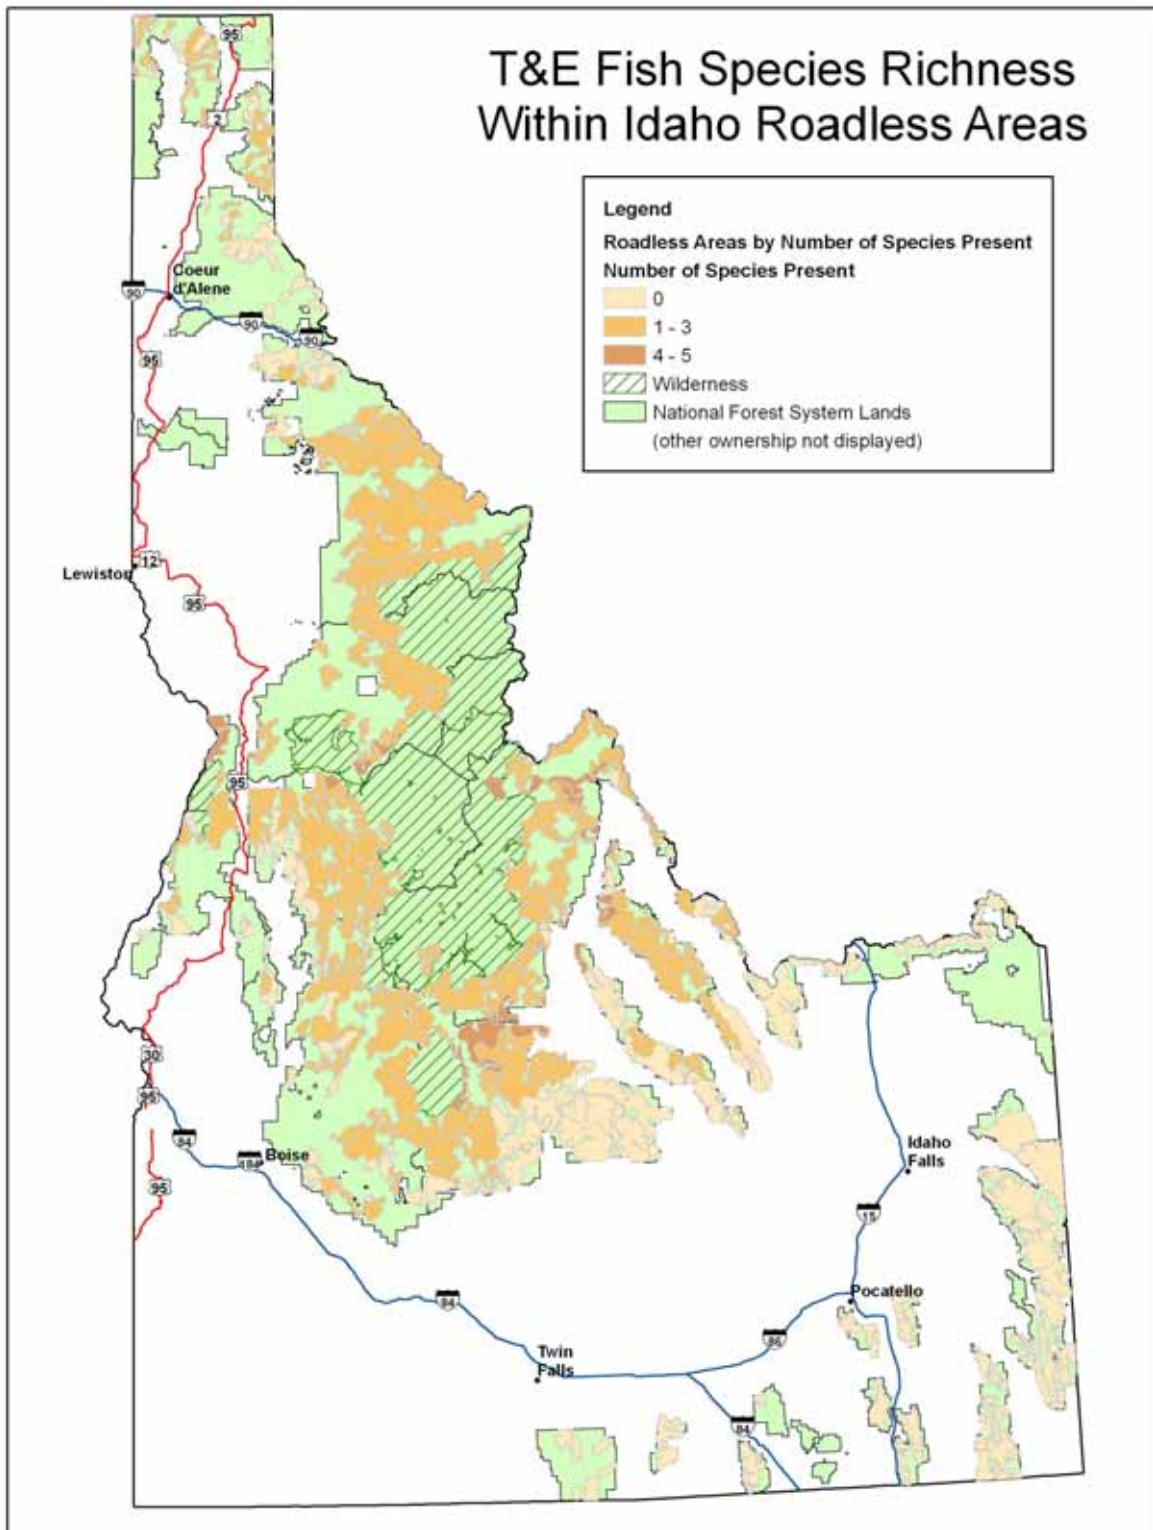 T&E Fish Species Richness
Within Idaho Roadless Areas
Legend
Roadless Areas by Number of Species Present
Number of Species Present
0
1 - 3
4 - 5
Wilderness
National Forest System Lands
(other ownership not displayed)
95
2
Coeur
d'Alene
90
90
90
95
95
12
Lewiston
95
95
30
95
84
184
Boise
95
Idaho
Falls
15
84
Pocatello
86
Twin
Falls
84